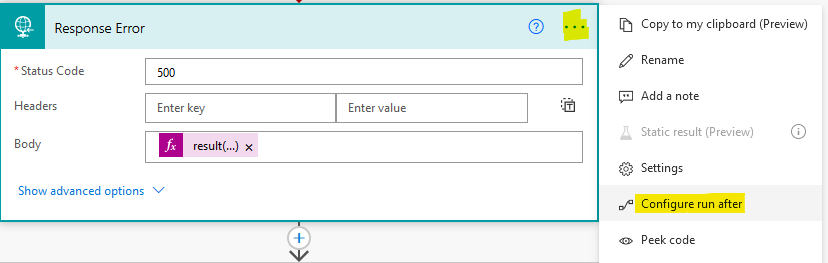 Response Error
* Status Code
500
Headers
Enter key
Enter value
Body
fx result(...) ×
Show advanced options
Copy to my clipboard (Preview)
Rename
Add a note
Static result (Preview)
Settings
Configure run after
Peek code